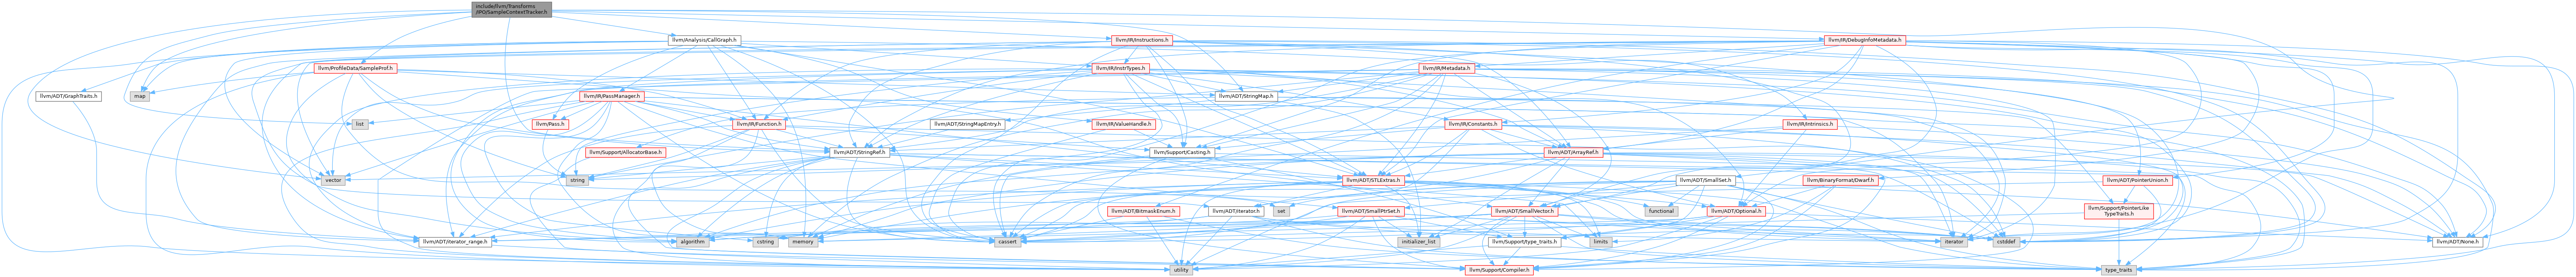 include/llvm/Transforms
/IPO/SampleContextTracker.h
llvm/Analysis/CallGraph.h
llvm/IR/Instructions.h
llvm/IR/DebugInfoMetadata.h
llvm/ProfileData/SampleProf.h
llvm/IR/InstrTypes.h
llvm/IR/Metadata.h
llvm/ADT/GraphTraits.h
map
llvm/IR/PassManager.h
llvm/ADT/StringMap.h
list
llvm/Pass.h
llvm/IR/Function.h
llvm/ADT/StringMapEntry.h
llvm/IR/ValueHandle.h
llvm/IR/Constants.h
llvm/IR/Intrinsics.h
llvm/Support/AllocatorBase.h
llvm/ADT/StringRef.h
llvm/Support/Casting.h
llvm/ADT/ArrayRef.h
vector
string
llvm/ADT/STLExtras.h
llvm/ADT/SmallSet.h
llvm/BinaryFormat/Dwarf.h
llvm/ADT/PointerUnion.h
llvm/ADT/BitmaskEnum.h
llvm/ADT/iterator.h
set
llvm/ADT/SmallPtrSet.h
llvm/ADT/SmallVector.h
functional
llvm/ADT/Optional.h
llvm/Support/PointerLike
TypeTraits.h
llvm/ADT/iterator_range.h
algorithm
cstring
memory
cassert
initializer_list
llvm/Support/type_traits.h
limits
iterator
cstddef
llvm/ADT/None.h
utility
llvm/Support/Compiler.h
type_traits